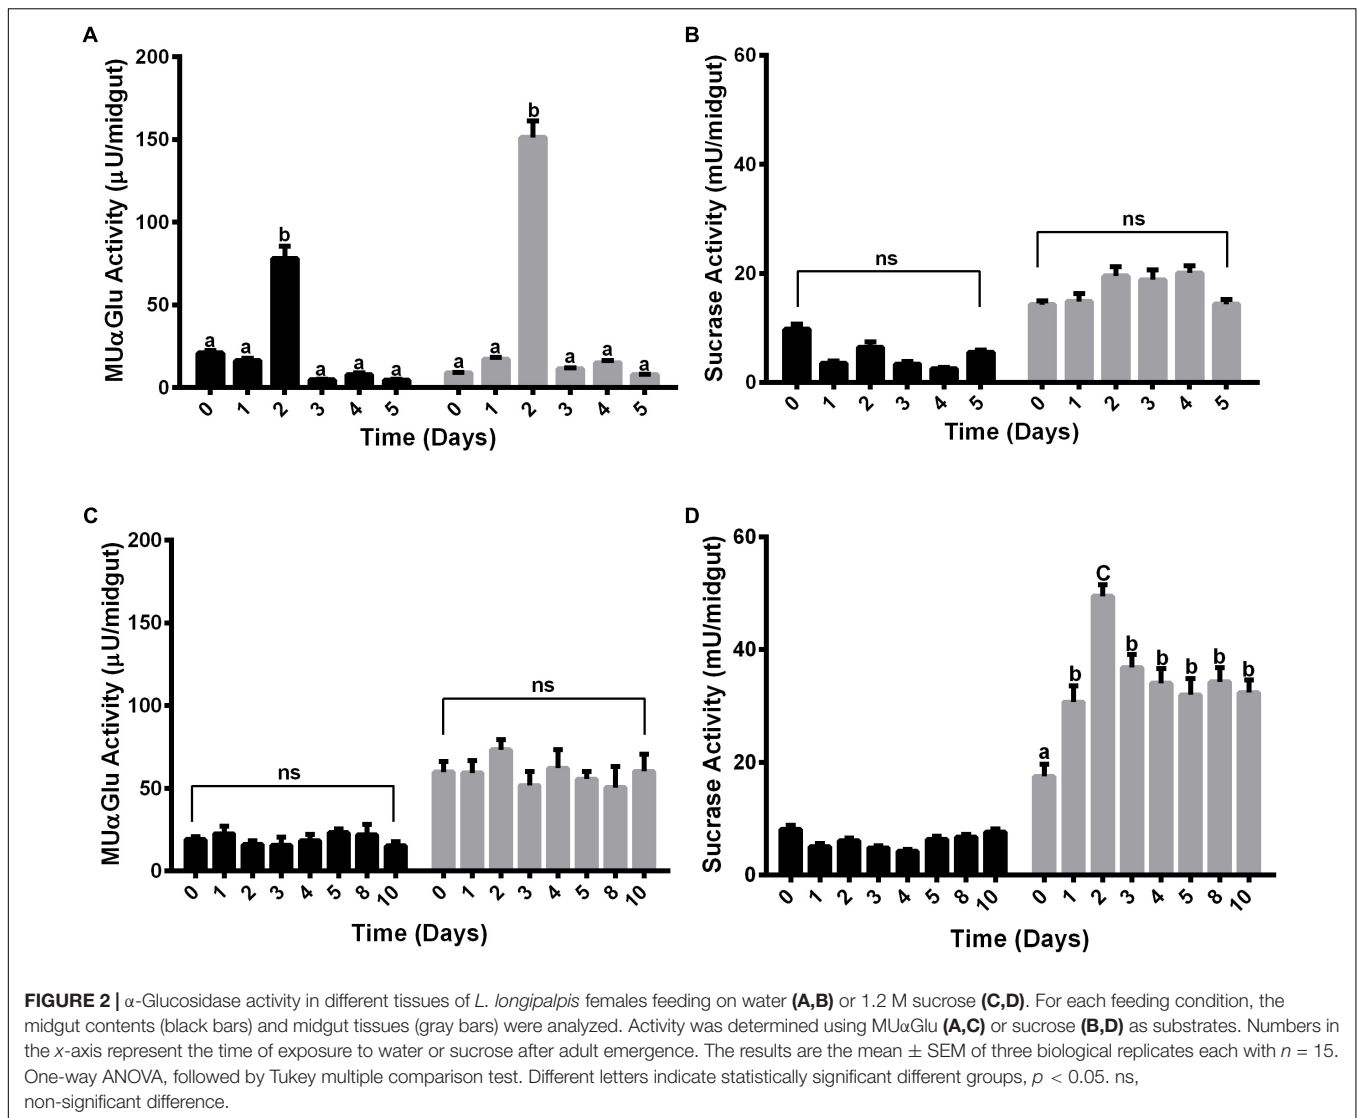 A
MUαGlu Activity (μU/midgut)
200
150
100
50
0
a a b a a a a a b a a a
0 1 2 3 4 5 0 1 2 3 4 5
Time (Days)
B
Sucrase Activity (mU/midgut)
60
40
20
0
ns ns
0 1 2 3 4 5 0 1 2 3 4 5
Time (Days)
C
MUαGlu Activity (μU/midgut)
200
150
100
50
0
ns ns
0 1 2 3 4 5 8 10 0 1 2 3 4 5 8 10
Time (Days)
D
Sucrase Activity (mU/midgut)
60
40
20
0
a b C b b b b b
0 1 2 3 4 5 8 10 0 1 2 3 4 5 8 10
Time (Days)
FIGURE 2 | α-Glucosidase activity in different tissues of L. longipalpis females feeding on water (A,B) or 1.2 M sucrose (C,D). For each feeding condition, the
midgut contents (black bars) and midgut tissues (gray bars) were analyzed. Activity was determined using MUαGlu (A,C) or sucrose (B,D) as substrates. Numbers in
the x-axis represent the time of exposure to water or sucrose after adult emergence. The results are the mean ± SEM of three biological replicates each with n = 15.
One-way ANOVA, followed by Tukey multiple comparison test. Different letters indicate statistically significant different groups, p < 0.05. ns,
non-significant difference.